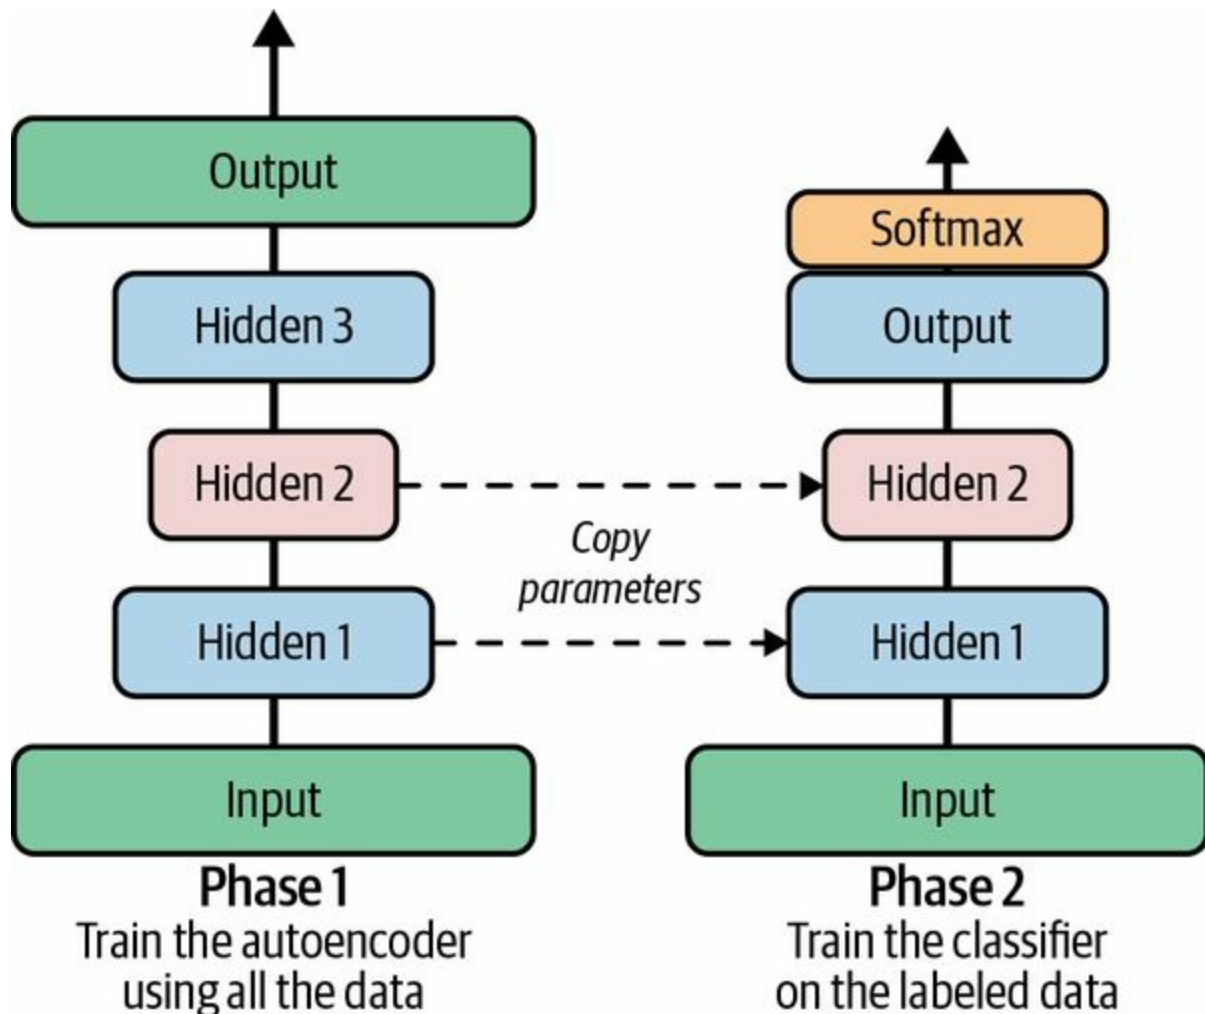 Output
Hidden 3
Hidden 2
Hidden 1
Input
Phase 1
Train the autoencoder
using all the data
Copy
parameters
Softmax
Output
Hidden 2
Hidden 1
Input
Phase 2
Train the classifier
on the labeled data